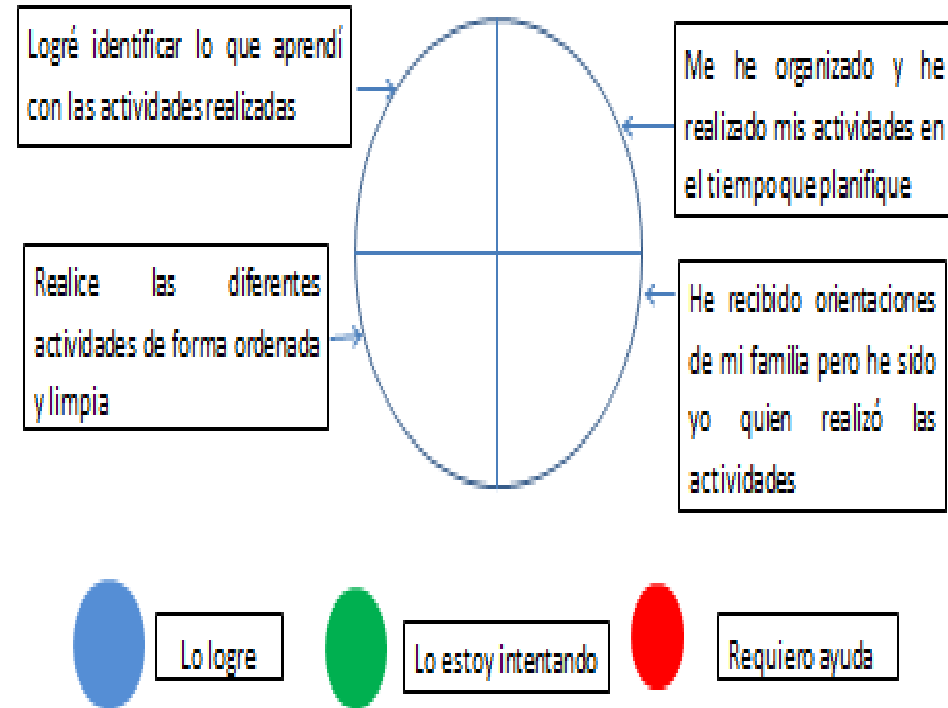 Logré identificar lo que aprendí
con las actividades realizadas
Me he organizado y he
realizado mis actividades en
el tiempo que planifique
Realice las diferentes
actividades de forma ordenada
y limpia
He recibido orientaciones
de mi familia pero he sido
yo quien realizó las
actividades
Lo logre
Lo estoy intentando
Requiero ayuda